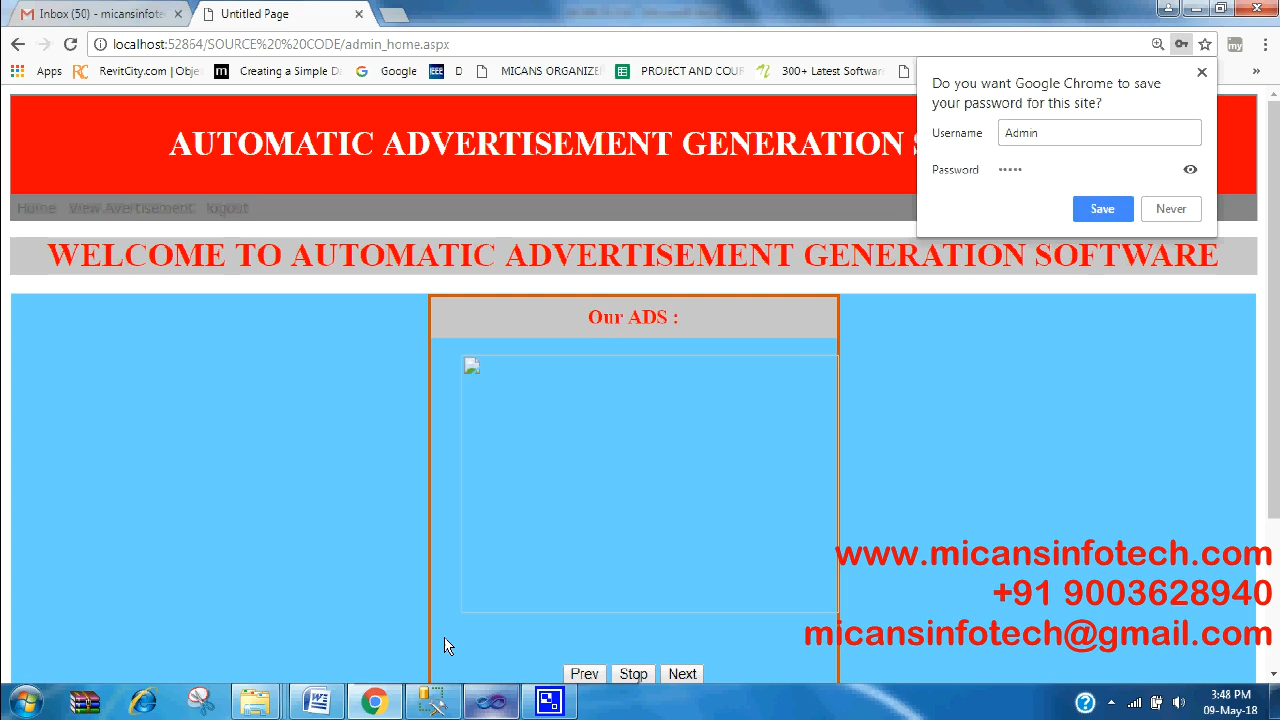 Inbox (50) - micansinfote
Untitled Page
localhost:52864/SOURCE%20%20CODE/admin_home.aspx
Apps
RevitCity.com | Obje
Creating a Simple D
Google
D
MICANS ORGANIZE
PROJECT AND COUR
300+ Latest Softwar
»
Do you want Google Chrome to save
your password for this site?
Username
Admin
Password
•••••
Save
Never
AUTOMATIC ADVERTISEMENT GENERATION S
Home
View Avertisement
logout
WELCOME TO AUTOMATIC ADVERTISEMENT GENERATION SOFTWARE
Our ADS :
www.micansinfotech.com
+91 9003628940
micansinfotech@gmail.com
Prev
Stop
Next
3:48 PM
09-May-18